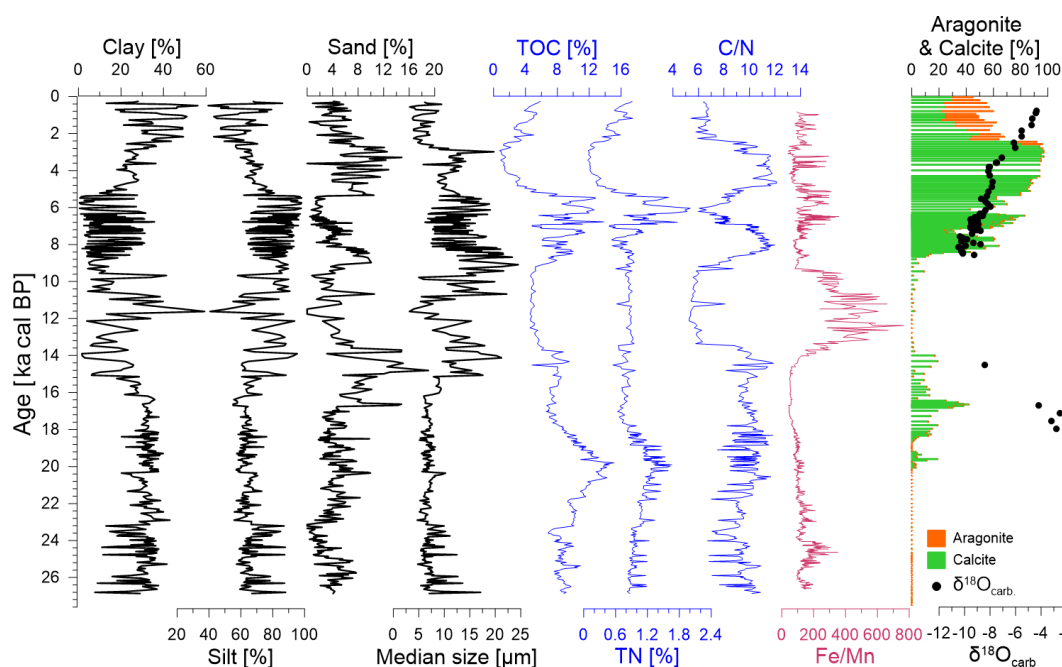 Clay [%] Sand [%] TOC [%] C/N Aragonite & Calcite [%]
0 20 40 60 0 4 8 12 16 20 0 4 8 12 16 4 6 8 10 12 14 0 20 40 60 80 100
Age [ka cal BP]
0
2
4
6
8
10
12
14
16
18
20
22
24
26
Aragonite
Calcite
δ¹⁸Ocarb.
20 40 60 80 100 0 5 10 15 20 25 0 0.6 1.2 1.8 2.4 0 200 400 600 800 -12 -10 -8 -6 -4 -2
Silt [%] Median size [µm] TN [%] Fe/Mn δ¹⁸Ocarb